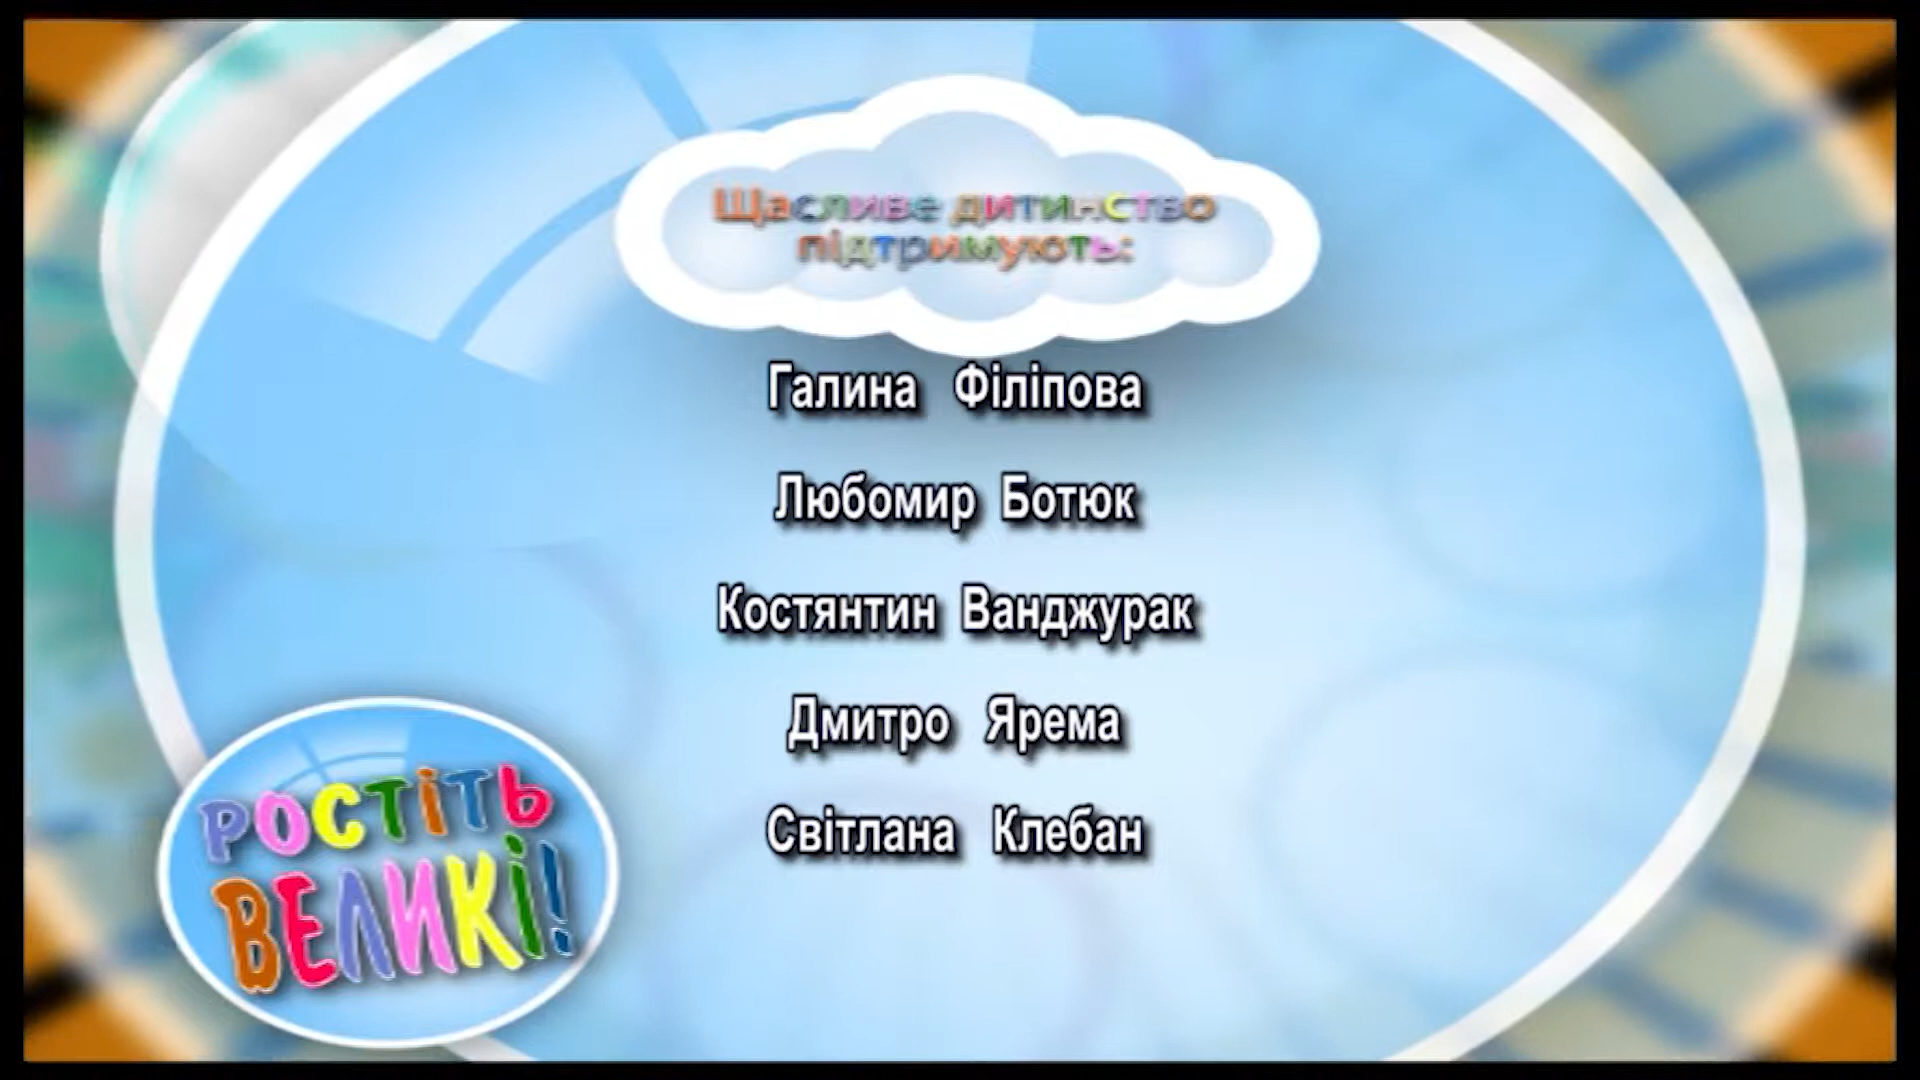 Щасливе дитинство
підтримують:
Галина Філіпова
Любомир Ботюк
Костянтин Ванджурак
Дмитро Ярема
Світлана Клебан
РОСТІТЬ
ВЕЛИКІ!